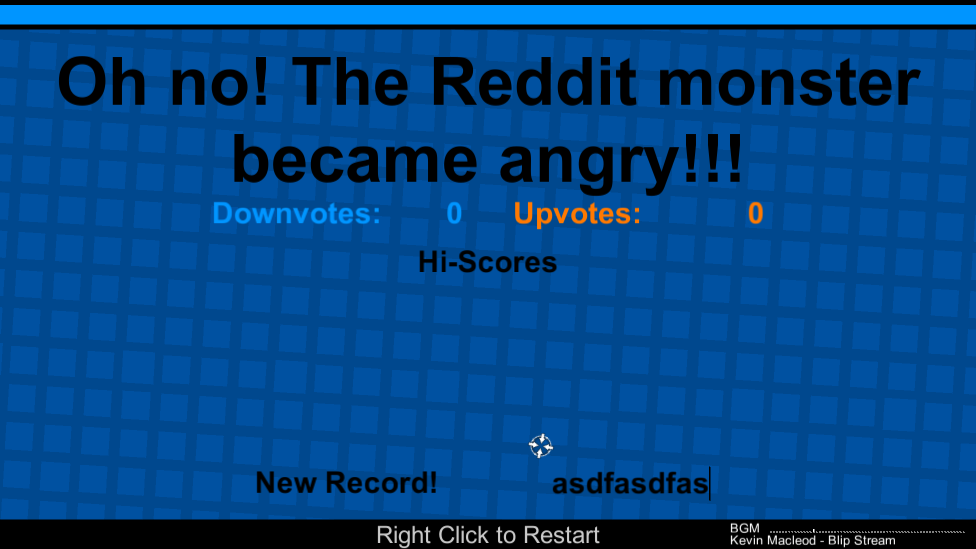 Oh no! The Reddit monster
became angry!!!
Downvotes: 0 Upvotes: 0
Hi-Scores
New Record! asdfasdfas
Right Click to Restart
BGM
Kevin Macleod - Blip Stream